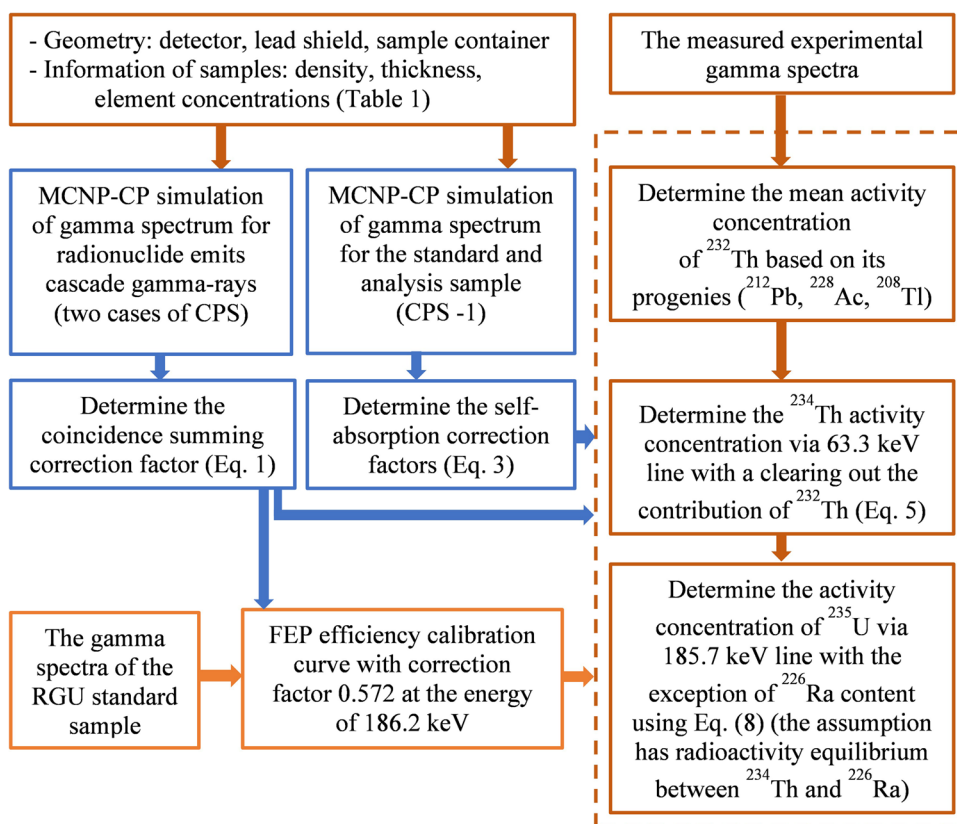 - Geometry: detector, lead shield, sample container
- Information of samples: density, thickness,
element concentrations (Table 1)
The measured experimental
gamma spectra
MCNP-CP simulation
of gamma spectrum for
radionuclide emits
cascade gamma-rays
(two cases of CPS)
MCNP-CP simulation
of gamma spectrum
for the standard and
analysis sample
(CPS -1)
Determine the mean activity
concentration
of ²³²Th based on its
progenies (²¹²Pb, ²²⁸Ac, ²⁰⁸Tl)
Determine the
coincidence summing
correction factor (Eq. 1)
Determine the self-
absorption correction
factors (Eq. 3)
Determine the ²³⁴Th activity
concentration via 63.3 keV
line with a clearing out the
contribution of ²³²Th (Eq. 5)
The gamma
spectra of the
RGU standard
sample
FEP efficiency calibration
curve with correction
factor 0.572 at the energy
of 186.2 keV
Determine the activity
concentration of ²³⁵U via
185.7 keV line with the
exception of ²²⁶Ra content
using Eq. (8) (the assumption
has radioactivity equilibrium
between ²³⁴Th and ²²⁶Ra)